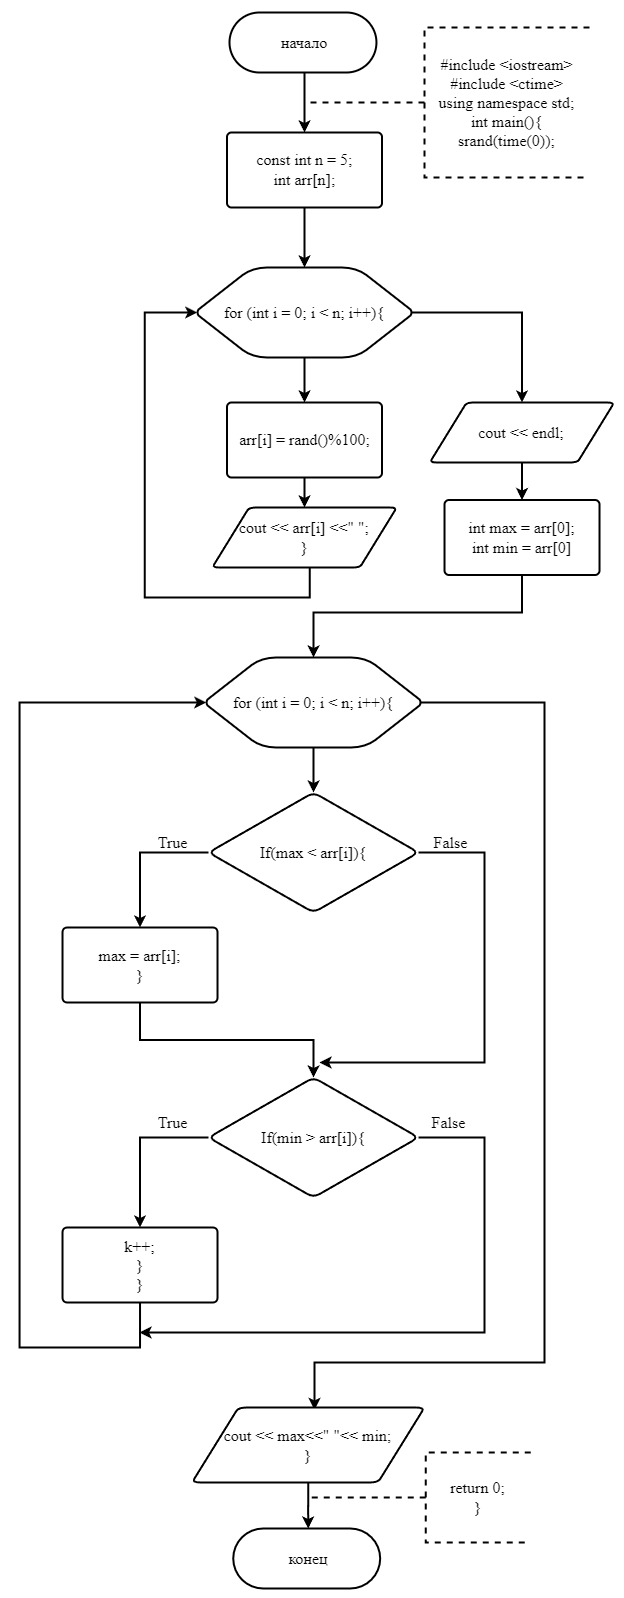 начало
#include <iostream>
#include <ctime>
using namespace std;
int main(){
srand(time(0));
const int n = 5;
int arr[n];
for (int i = 0; i < n; i++){
arr[i] = rand()%100;
cout << arr[i] <<" ";
}
cout << endl;
int max = arr[0];
int min = arr[0]
for (int i = 0; i < n; i++){
If(max < arr[i]){
True
False
max = arr[i];
}
If(min > arr[i]){
True
False
k++;
}
}
cout << max<<" "<< min;
}
return 0;
}
конец